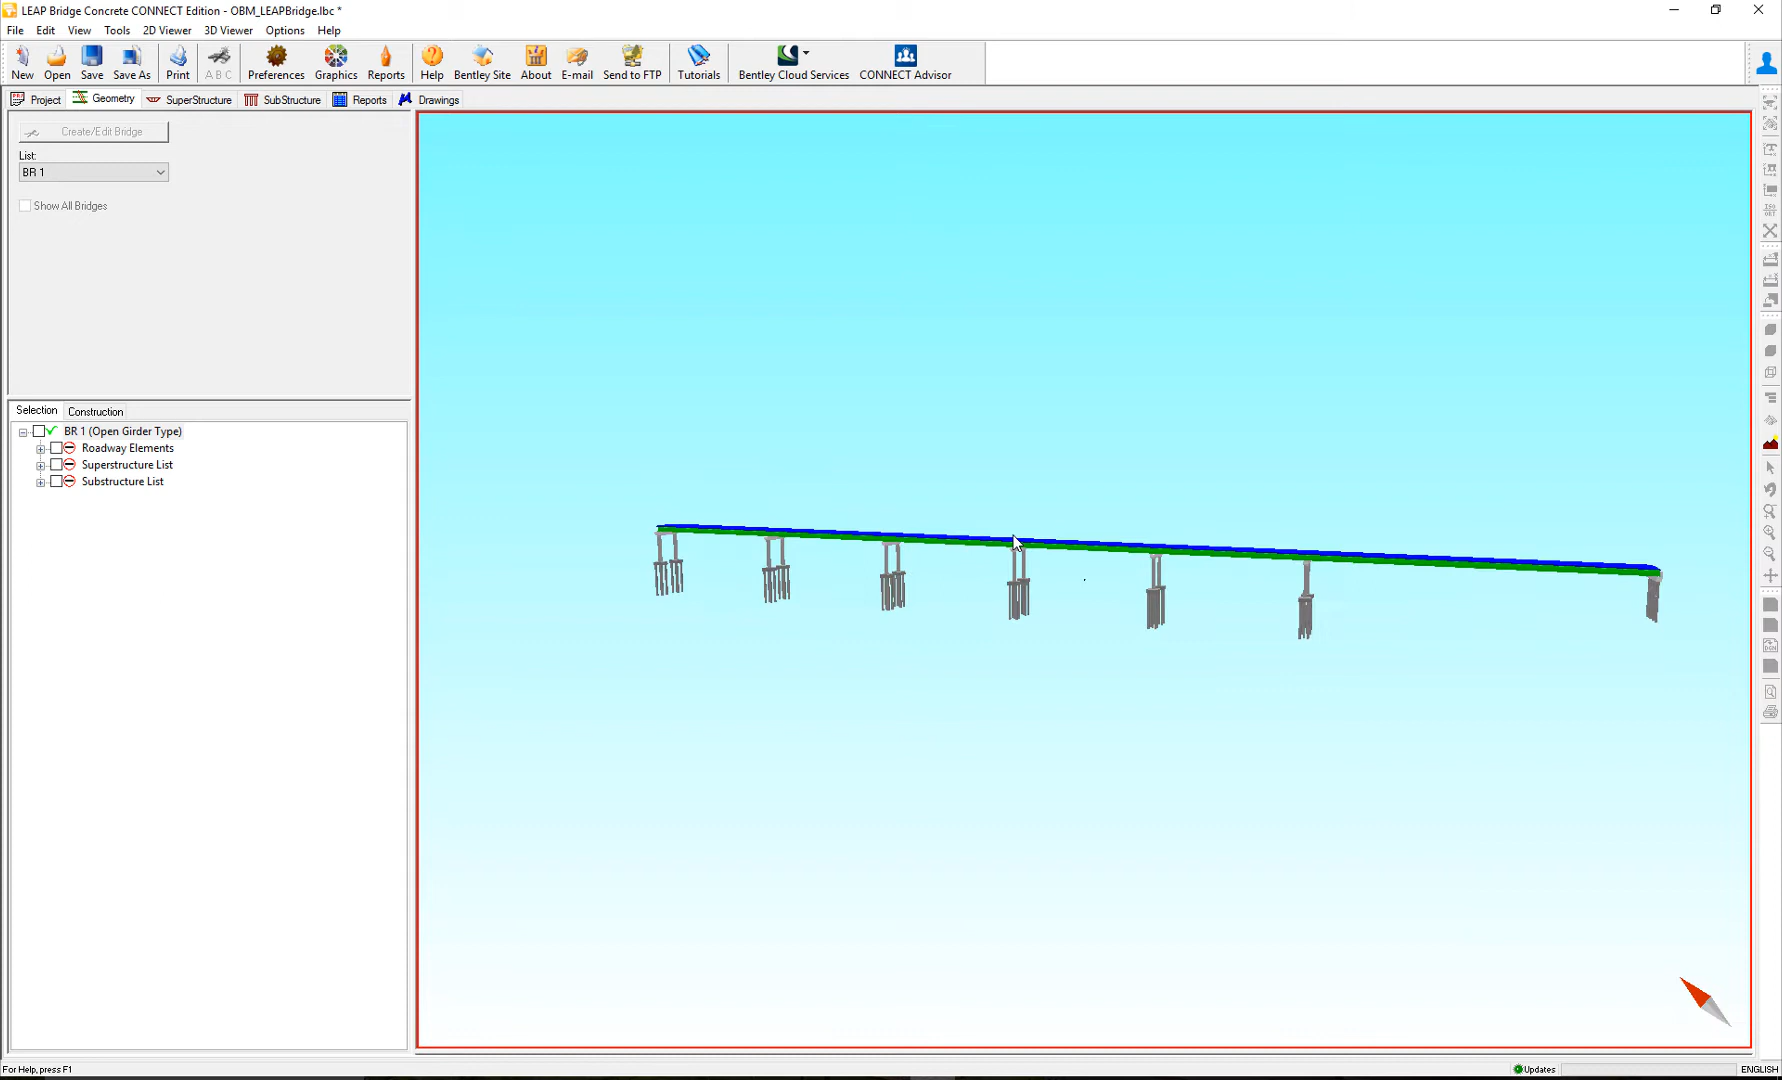 LEAP Bridge Concrete CONNECT Edition - OBM_LEAPBridge.lbc *
File Edit View Tools 2D Viewer 3D Viewer Options Help
New Open Save Save As Print A B C Preferences Graphics Reports Help Bentley Site About E-mail Send to FTP Tutorials Bentley Cloud Services CONNECT Advisor
Project Geometry SuperStructure SubStructure Reports Drawings
Create/Edit Bridge
List:
BR 1
Show All Bridges
Selection Construction
BR 1 (Open Girder Type)
Roadway Elements
Superstructure List
Substructure List
For Help, press F1
Updates
ENGLISH